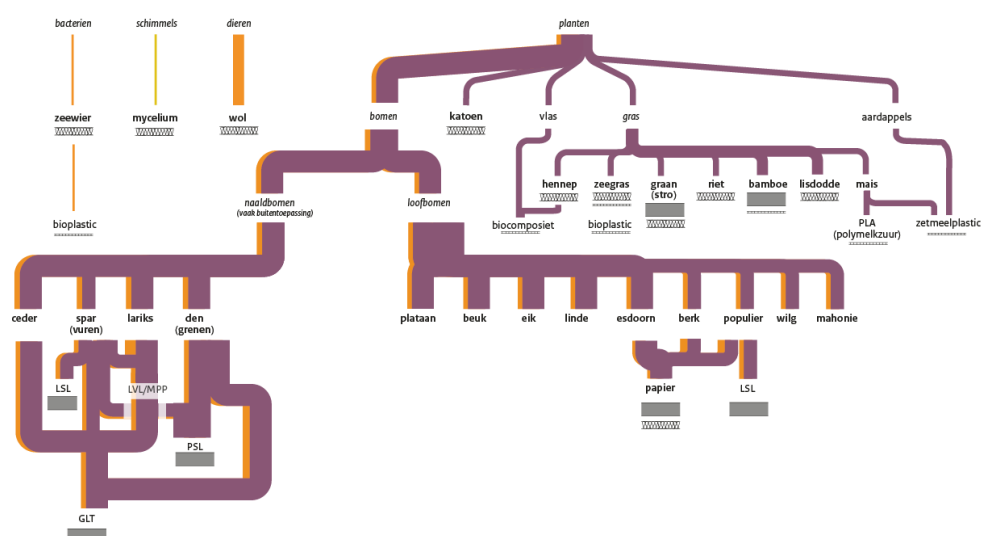 bacterien
schimmels
dieren
planten
zeewier
mycelium
wol
bomen
katoen
vlas
gras
aardappels
hennep
zeegras
graan
(stro)
riet
bamboe
lisdodde
mais
naaldbomen
(vaak buitentoepassing)
loofbomen
bioplastic
biocomposiet
bioplastic
PLA
(polymelkzuur)
zetmeelplastic
ceder
spar
(vuren)
lariks
den
(grenen)
plataan
beuk
eik
linde
esdoorn
berk
populier
wilg
mahonie
LSL
LVL/MPP
papier
LSL
PSL
GLT